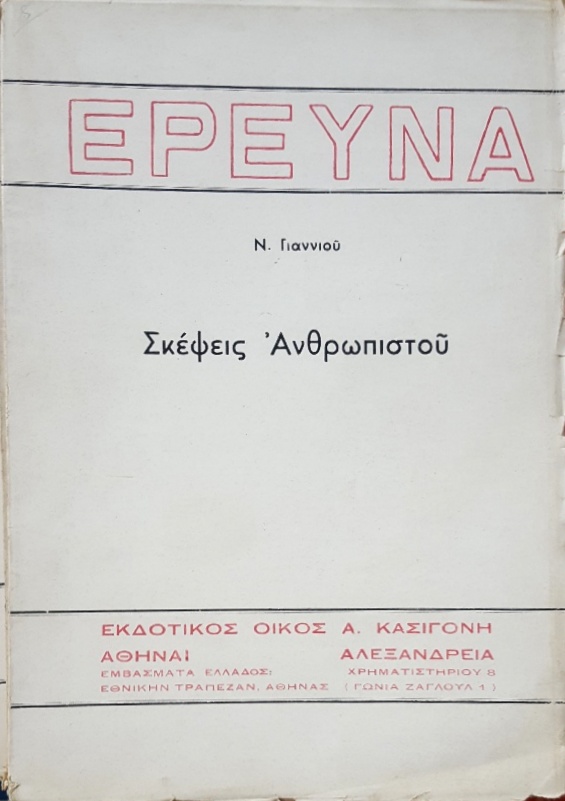 ΕΡΕΥΝΑ
Ν. Γιαννιοῦ
Σκέψεις Ἀνθρωπιστοῦ
ΕΚΔΟΤΙΚΟΣ ΟΙΚΟΣ Α. ΚΑΣΙΓΟΝΗ
ΑΘΗΝΑΙ ΑΛΕΞΑΝΔΡΕΙΑ
ΕΜΒΑΣΜΑΤΑ ΕΛΛΑΔΟΣ: ΧΡΗΜΑΤΙΣΤΗΡΙΟΥ 8
ΕΘΝΙΚΗΝ ΤΡΑΠΕΖΑΝ, ΑΘΗΝΑΣ (ΓΩΝΙΑ ΖΑΓΛΟΥΛ 1)